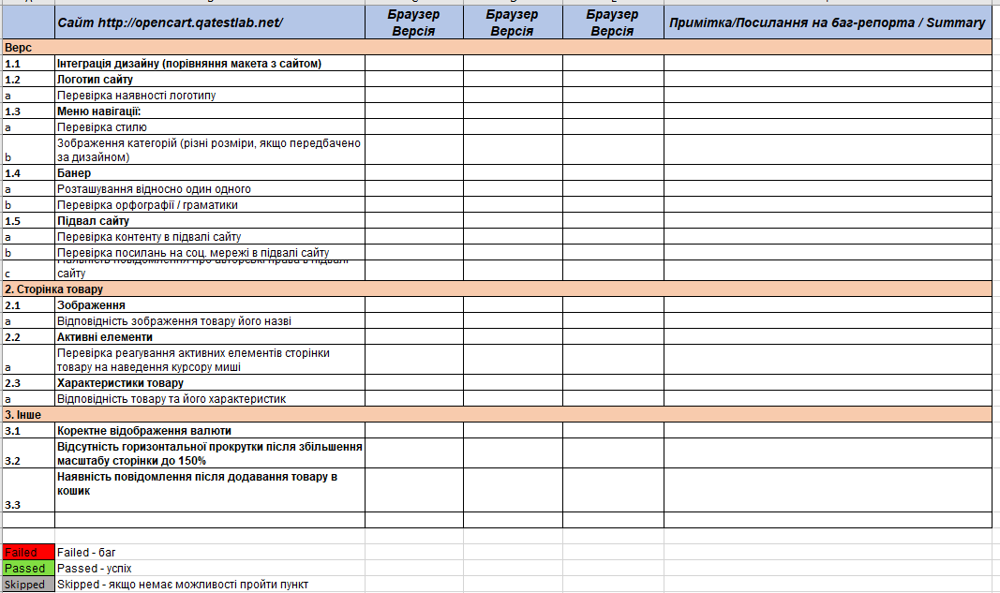 Сайт http://opencart.qatestlab.net/ Браузер Версія Браузер Версія Браузер Версія Примітка/Посилання на баг-репорта / Summary
Верс
1.1 Інтеграція дизайну (порівняння макета з сайтом)
1.2 Логотип сайту
a Перевірка наявності логотипу
1.3 Меню навігації:
a Перевірка стилю
b Зображення категорій (різні розміри, якщо передбачено
за дизайном)
1.4 Банер
a Розташування відносно один одного
b Перевірка орфографії / граматики
1.5 Підвал сайту
a Перевірка контенту в підвалі сайту
b Перевірка посилань на соц. мережі в підвалі сайту
c Наявність повідомлення про авторські права в підвалі
сайту
2. Сторінка товару
2.1 Зображення
a Відповідність зображення товару його назві
2.2 Активні елементи
a Перевірка реагування активних елементів сторінки
товару на наведення курсору миші
2.3 Характеристики товару
a Відповідність товару та його характеристик
3. Інше
3.1 Коректне відображення валюти
3.2 Відсутність горизонтальної прокрутки після збільшення
масштабу сторінки до 150%
3.3 Наявність повідомлення після додавання товару в
кошик
Failed Failed - баг
Passed Passed - успіх
Skipped Skipped - якщо немає можливості пройти пункт